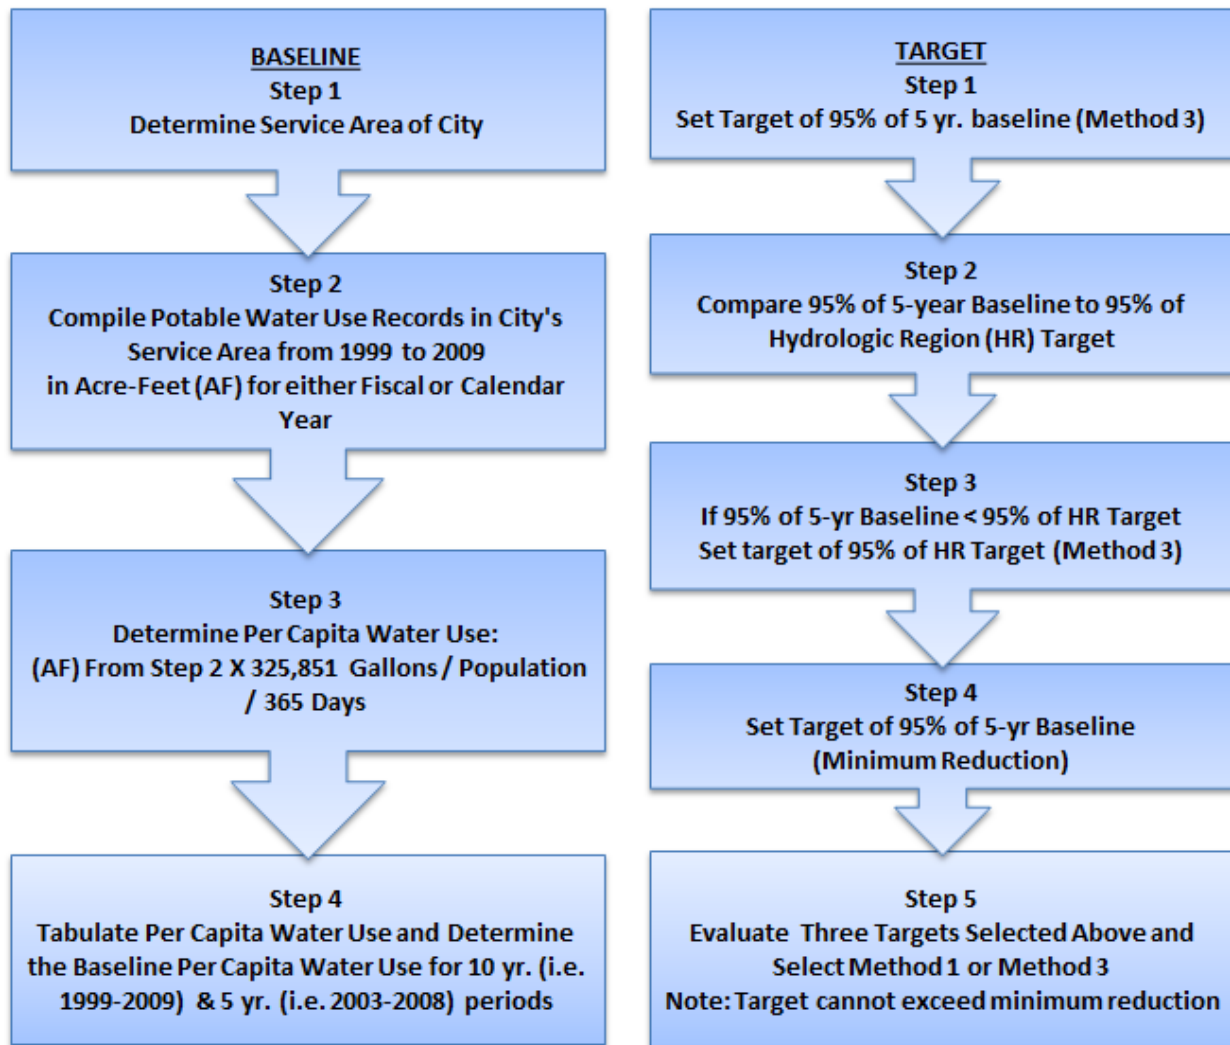 BASELINE
Step 1
Determine Service Area of City
Step 2
Compile Potable Water Use Records in City's
Service Area from 1999 to 2009
in Acre-Feet (AF) for either Fiscal or Calendar
Year
Step 3
Determine Per Capita Water Use:
(AF) From Step 2 X 325,851 Gallons / Population
/ 365 Days
Step 4
Tabulate Per Capita Water Use and Determine
the Baseline Per Capita Water Use for 10 yr. (i.e.
1999-2009) & 5 yr. (i.e. 2003-2008) periods
TARGET
Step 1
Set Target of 95% of 5 yr. baseline (Method 3)
Step 2
Compare 95% of 5-year Baseline to 95% of
Hydrologic Region (HR) Target
Step 3
If 95% of 5-yr Baseline < 95% of HR Target
Set target of 95% of HR Target (Method 3)
Step 4
Set Target of 95% of 5-yr Baseline
(Minimum Reduction)
Step 5
Evaluate Three Targets Selected Above and
Select Method 1 or Method 3
Note: Target cannot exceed minimum reduction